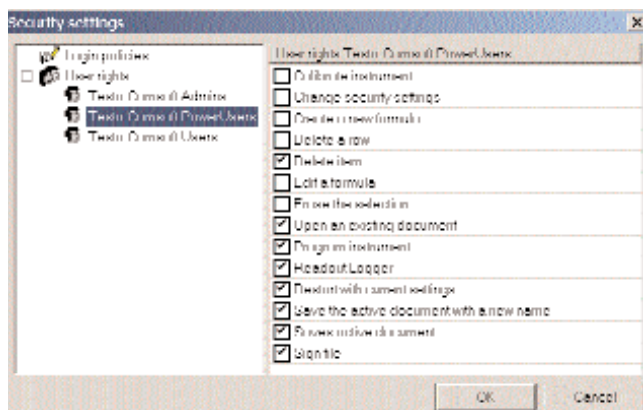 Security settings
Login policies
User rights
Testo Comsoft Admins
Testo Comsoft PowerUsers
Testo Comsoft Users
User rights Testo Comsoft PowerUsers
Calibrate instrument
Change security settings
Create a new formula
Delete a row
Delete item
Edit a formula
Erase the selection
Open an existing document
Program instrument
Readout Logger
Restart with current settings
Save the active document with a new name
Saves active document
Sign file
OK
Cancel